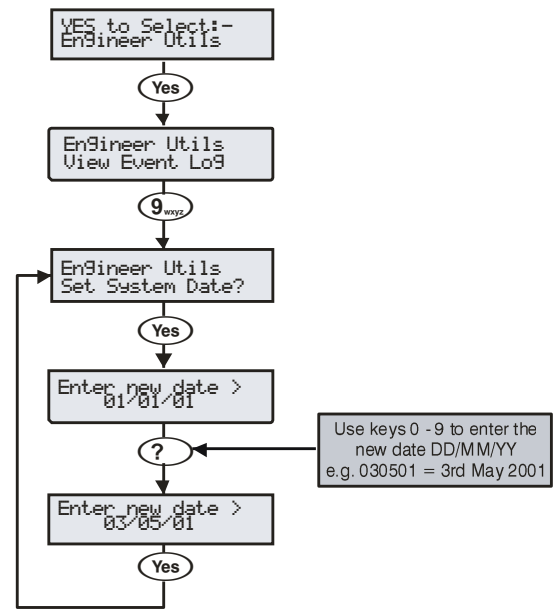 YES to Select:-
Engineer Utils
Yes
Engineer Utils
View Event Log
9wxyz
Engineer Utils
Set System Date?
Yes
Enter new date >
01/01/01
Use keys 0 - 9 to enter the
new date DD/MM/YY
e.g. 030501 = 3rd May 2001
?
Enter new date >
03/05/01
Yes